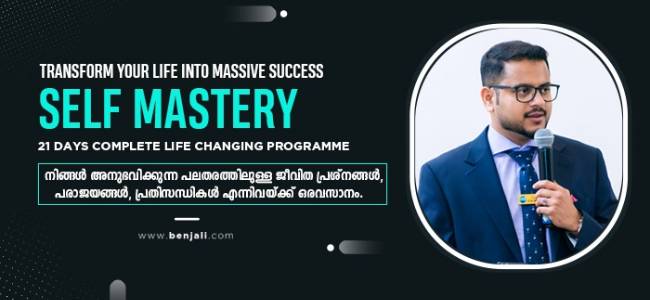 TRANSFORM YOUR LIFE INTO MASSIVE SUCCESS
SELF MASTERY
21 DAYS COMPLETE LIFE CHANGING PROGRAMME
നിങ്ങൾ അനുഭവിക്കുന്ന പലതരത്തിലുള്ള ജീവിത പ്രശ്നങ്ങൾ,
പരാജയങ്ങൾ, പ്രതിസന്ധികൾ എന്നിവയ്ക്ക് ഒരവസാനം.
www.benjali.com